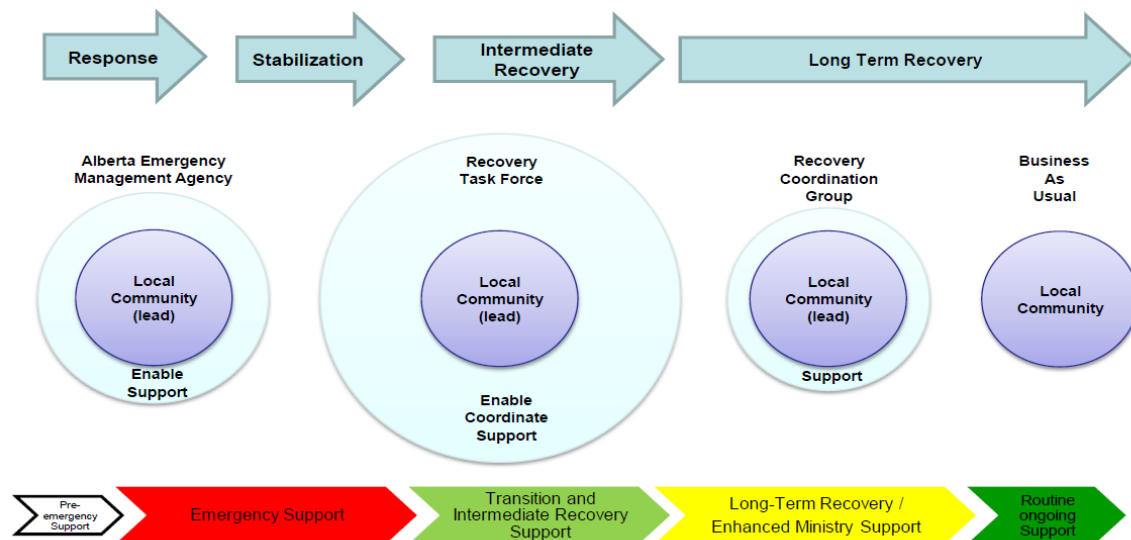 Response
Stabilization
Intermediate
Recovery
Long Term Recovery
Alberta Emergency
Management Agency
Local
Community
(lead)
Enable
Support
Recovery
Task Force
Local
Community
(lead)
Enable
Coordinate
Support
Recovery
Coordination
Group
Local
Community
(lead)
Support
Business
As
Usual
Local
Community
Pre-
emergency
Support
Emergency Support
Transition and
Intermediate Recovery
Support
Long-Term Recovery /
Enhanced Ministry Support
Routine
ongoing
Support